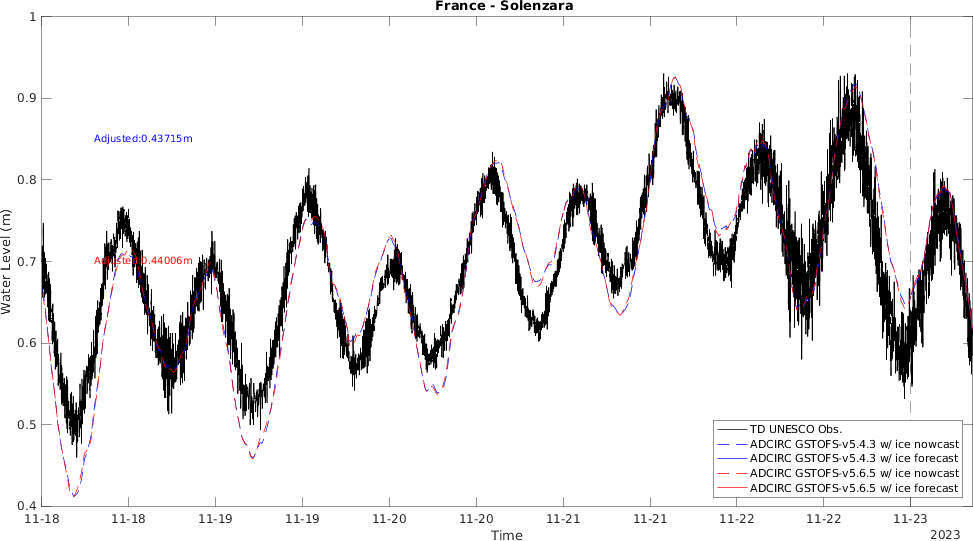 France - Solenzara
1
0.9
0.8
0.7
0.6
0.5
0.4
Water Level (m)
Adjusted:0.43715m
Adjusted:0.44006m
TD UNESCO Obs.
ADCIRC GSTOFS-v5.4.3 w/ ice nowcast
ADCIRC GSTOFS-v5.4.3 w/ ice forecast
ADCIRC GSTOFS-v5.6.5 w/ ice nowcast
ADCIRC GSTOFS-v5.6.5 w/ ice forecast
11-18 11-18 11-19 11-19 11-20 11-20 11-21 11-21 11-22 11-22 11-23
Time
2023